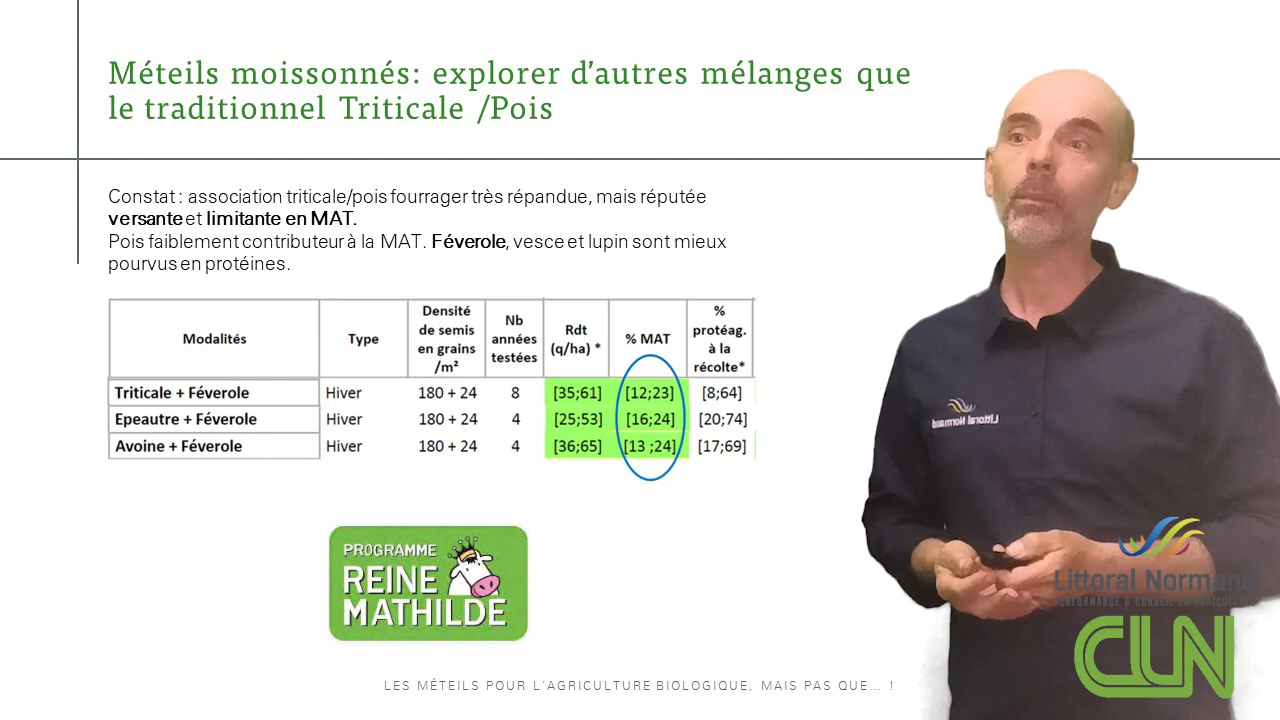 Méteils moissonnés: explorer d'autres mélanges que
le traditionnel Triticale /Pois
Constat : association triticale/pois fourrager très répandue, mais réputée
versante et limitante en MAT.
Pois faiblement contributeur à la MAT. Féverole, vesce et lupin sont mieux
pourvus en protéines.
Modalités Type Densité de semis en grains /m² Nb années testées Rdt (q/ha) * % MAT % protéag. à la récolte*
Triticale + Féverole Hiver 180 + 24 8 [35;61] [12;23] [8;64]
Epeautre + Féverole Hiver 180 + 24 4 [25;53] [16;24] [20;74]
Avoine + Féverole Hiver 180 + 24 4 [36;65] [13 ;24] [17;69]
Littoral Normand
PROGRAMME
REINE
MATHILDE
Littoral Normand
PERFORMANCE & CONSEIL EN AGRICULTURE
CLN
LES MÉTEILS POUR L'AGRICULTURE BIOLOGIQUE, MAIS PAS QUE... !